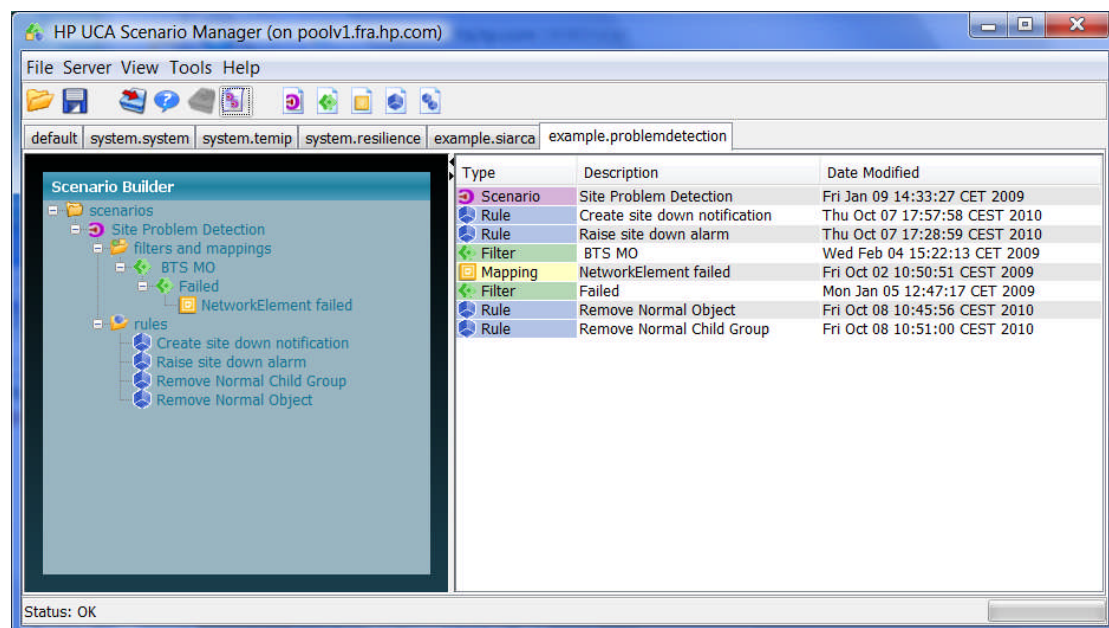 HP UCA Scenario Manager (on poolv1.fra.hp.com)
File Server View Tools Help
default system.system system.temip system.resilience example.siarca example.problemdetection
Scenario Builder
scenarios
Site Problem Detection
filters and mappings
BTS MO
Failed
NetworkElement failed
rules
Create site down notification
Raise site down alarm
Remove Normal Child Group
Remove Normal Object
Type Description Date Modified
Scenario Site Problem Detection Fri Jan 09 14:33:27 CET 2009
Rule Create site down notification Thu Oct 07 17:57:58 CEST 2010
Rule Raise site down alarm Thu Oct 07 17:28:59 CEST 2010
Filter BTS MO Wed Feb 04 15:22:13 CET 2009
Mapping NetworkElement failed Fri Oct 02 10:50:51 CEST 2009
Filter Failed Mon Jan 05 12:47:17 CET 2009
Rule Remove Normal Object Fri Oct 08 10:45:56 CEST 2010
Rule Remove Normal Child Group Fri Oct 08 10:51:00 CEST 2010
Status: OK